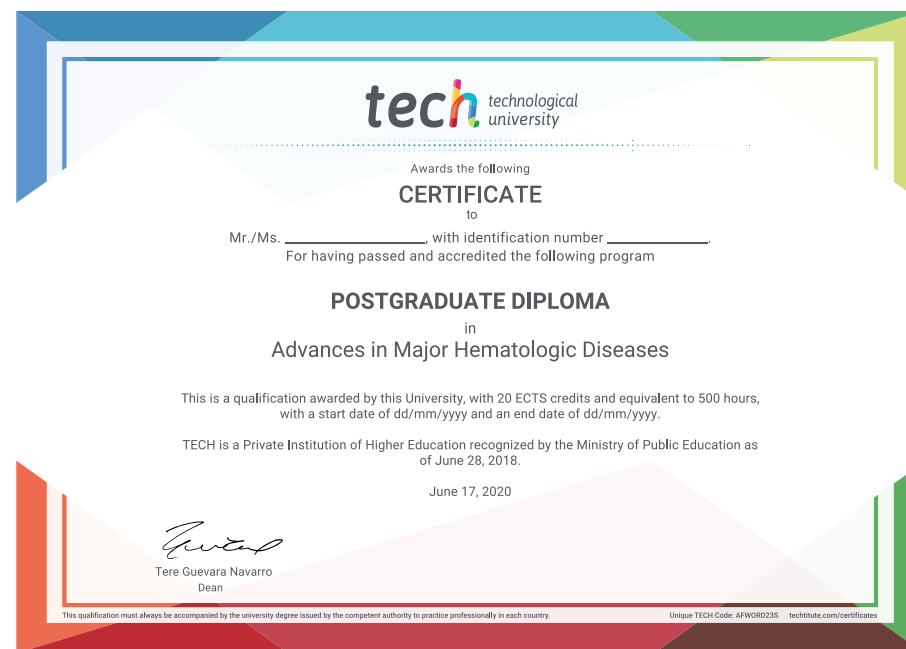 tech technological
university
Awards the following
CERTIFICATE
to
Mr./Ms. ____________________, with identification number ______________.
For having passed and accredited the following program
POSTGRADUATE DIPLOMA
in
Advances in Major Hematologic Diseases
This is a qualification awarded by this University, with 20 ECTS credits and equivalent to 500 hours,
with a start date of dd/mm/yyyy and an end date of dd/mm/yyyy.
TECH is a Private Institution of Higher Education recognized by the Ministry of Public Education as
of June 28, 2018.
June 17, 2020
Tere Guevara Navarro
Dean
This qualification must always be accompanied by the university degree issued by the competent authority to practice professionally in each country. Unique TECH Code: AFWORD23S techtitute.com/certificates